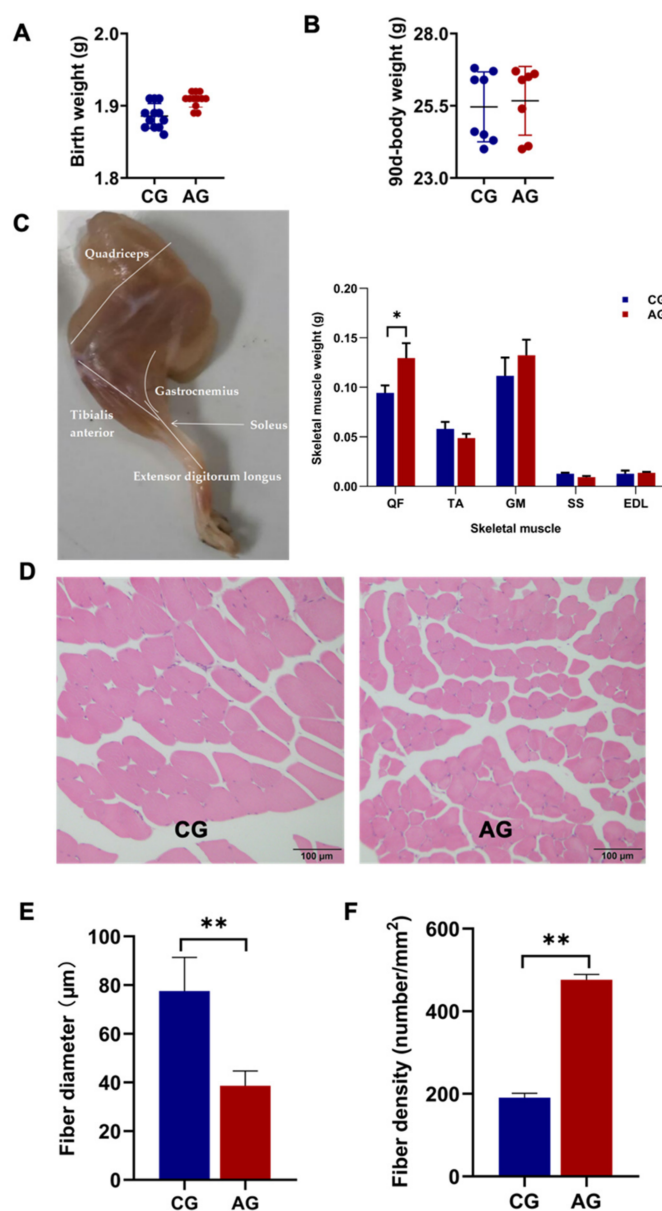 A
Birth weight (g)
2.0
1.9
1.8
CG AG
B
90d-body weight (g)
28.0
25.5
23.0
CG AG
C
Quadriceps
Gastrocnemius
Tibialis
anterior
Soleus
Extensor digitorum longus
Skeletal muscle weight (g)
0.20
0.15
0.10
0.05
0.00
*
CG
AG
QF TA GM SS EDL
Skeletal muscle
D
CG
100 μm
AG
100 μm
E
Fiber diameter (μm)
100
80
60
40
20
0
**
CG AG
F
Fiber density (number/mm²)
600
400
200
0
**
CG AG